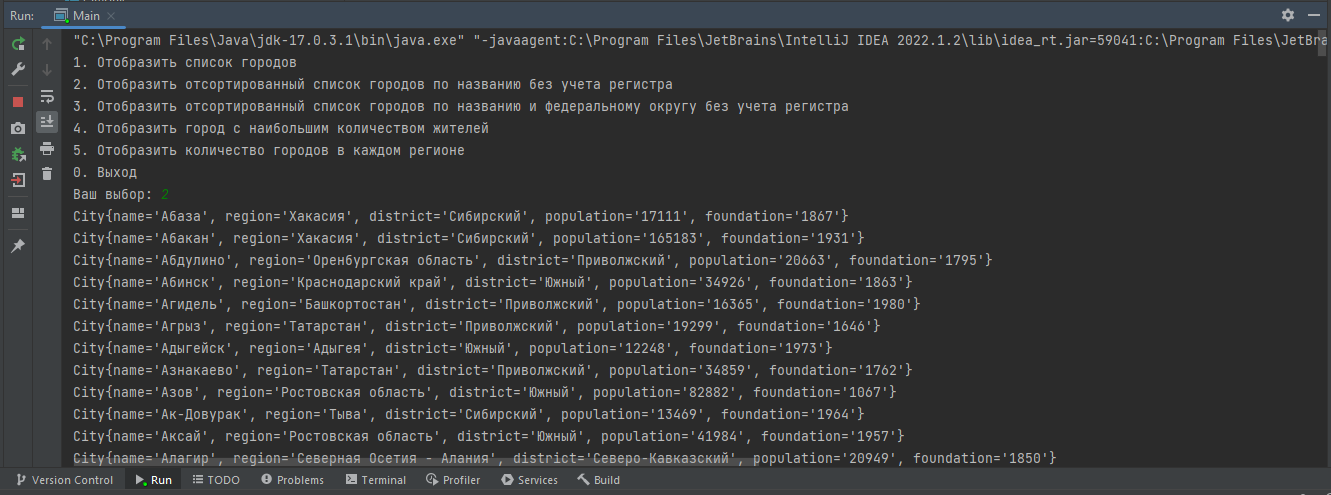 Run: Main
"C:\Program Files\Java\jdk-17.0.3.1\bin\java.exe" "-javaagent:C:\Program Files\JetBrains\IntelliJ IDEA 2022.1.2\lib\idea_rt.jar=59041:C:\Program Files\JetBra
1. Отобразить список городов
2. Отобразить отсортированный список городов по названию без учета регистра
3. Отобразить отсортированный список городов по названию и федеральному округу без учета регистра
4. Отобразить город с наибольшим количеством жителей
5. Отобразить количество городов в каждом регионе
0. Выход
Ваш выбор: 2
City{name='Абаза', region='Хакасия', district='Сибирский', population='17111', foundation='1867'}
City{name='Абакан', region='Хакасия', district='Сибирский', population='165183', foundation='1931'}
City{name='Абдулино', region='Оренбургская область', district='Приволжский', population='20663', foundation='1795'}
City{name='Абинск', region='Краснодарский край', district='Южный', population='34926', foundation='1863'}
City{name='Агидель', region='Башкортостан', district='Приволжский', population='16365', foundation='1980'}
City{name='Агрыз', region='Татарстан', district='Приволжский', population='19299', foundation='1646'}
City{name='Адыгейск', region='Адыгея', district='Южный', population='12248', foundation='1973'}
City{name='Азнакаево', region='Татарстан', district='Приволжский', population='34859', foundation='1762'}
City{name='Азов', region='Ростовская область', district='Южный', population='82882', foundation='1067'}
City{name='Ак-Довурак', region='Тыва', district='Сибирский', population='13469', foundation='1964'}
City{name='Аксай', region='Ростовская область', district='Южный', population='41984', foundation='1957'}
City{name='Алагир', region='Северная Осетия - Алания', district='Северо-Кавказский', population='20949', foundation='1850'}
Version Control Run TODO Problems Terminal Profiler Services Build